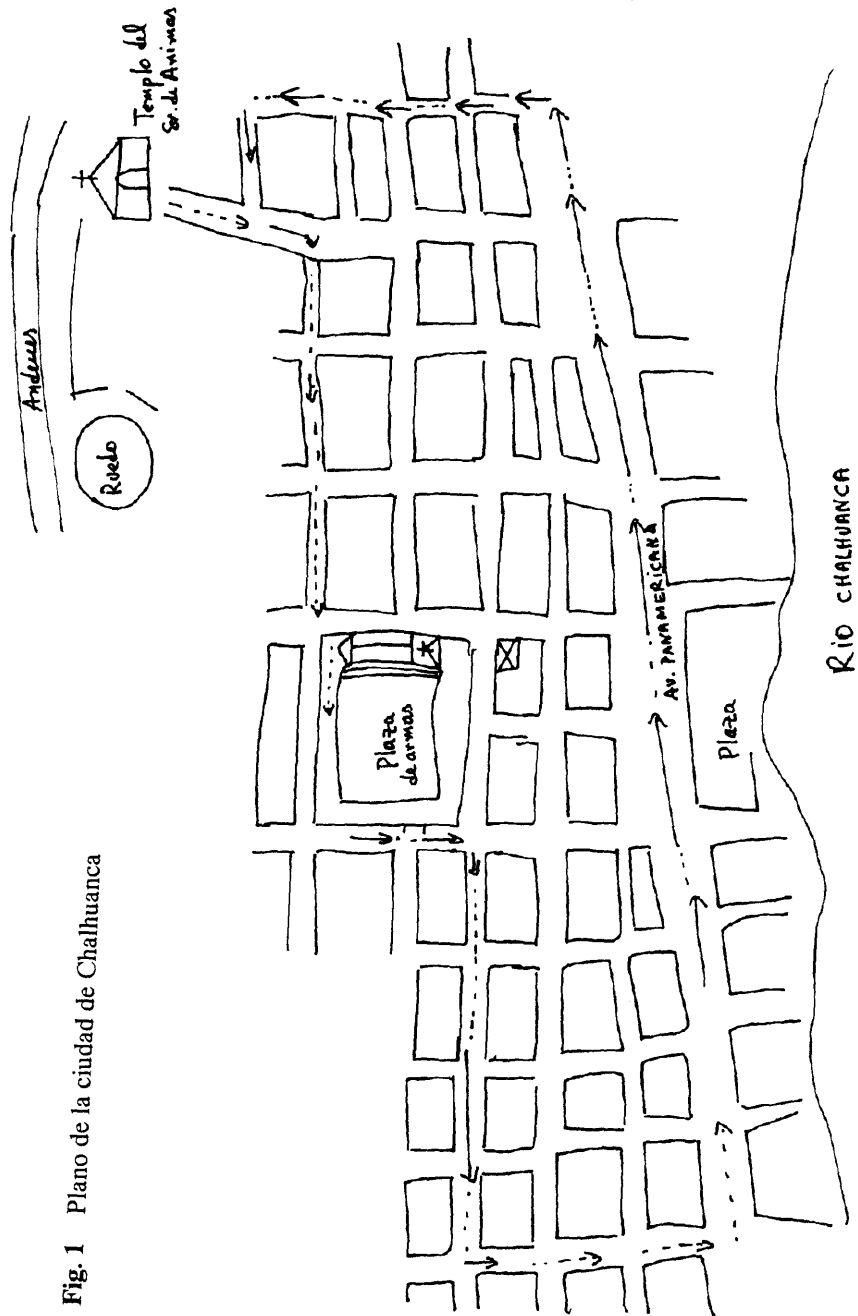 Fig. 1 Plano de la ciudad de Chalhuanca
Andenes
Templo del
Sr. de Animas
Ruedo
Plaza
de armas
AV. PANAMERICANA
Plaza
RIO CHALHUANCA